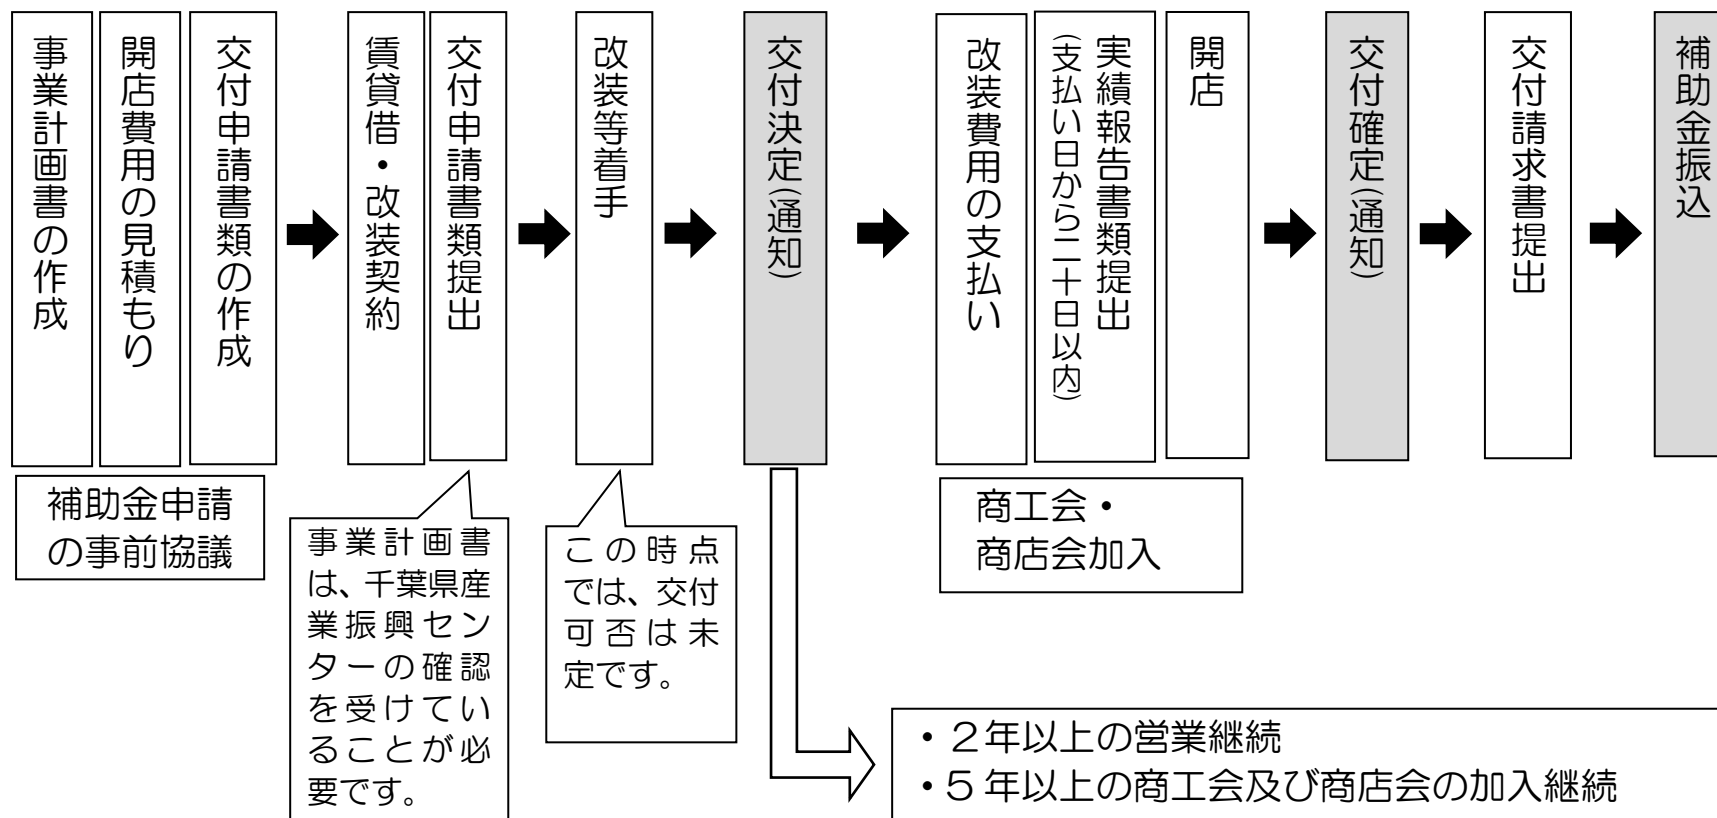 事業計画書の作成
開店費用の見積もり
交付申請書類の作成
賃貸借・改装契約
交付申請書類提出
改装等着手
交付決定(通知)
改装費用の支払い
実績報告書類提出
(支払い日から二十日以内)
開店
交付確定(通知)
交付請求書提出
補助金振込
補助金申請
の事前協議
事業計画書
は、千葉県産
業振興セン
ターの確認
を受けてい
ることが必
要です。
この時点
では、交付
可否は未
定です。
商工会・
商店会加入
・2年以上の営業継続
・5年以上の商工会及び商店会の加入継続